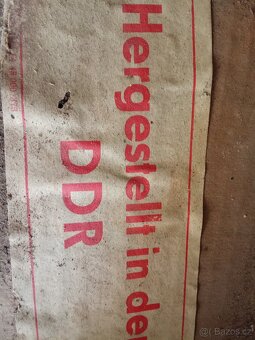 Hergestellt in der
DDR
Bazos.cz